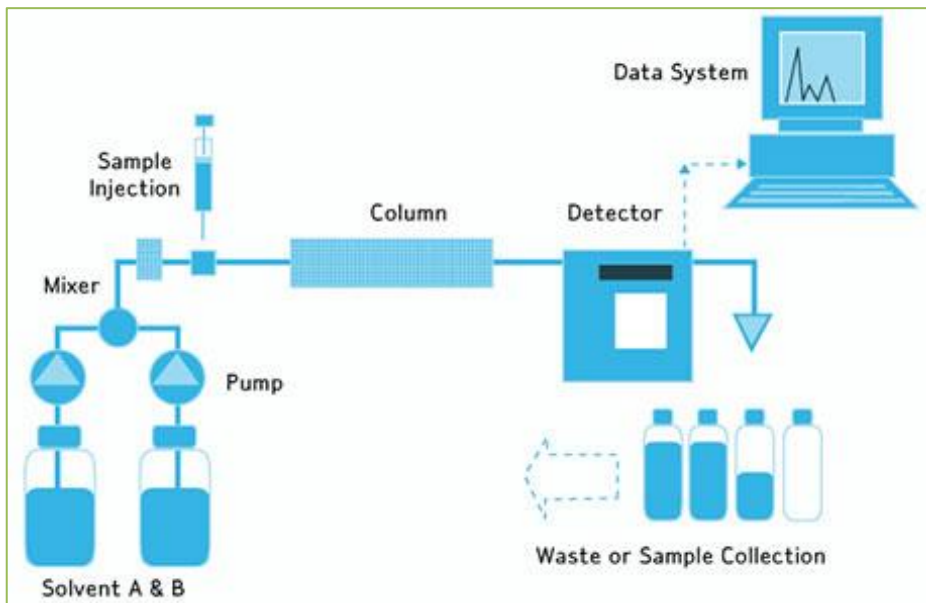 Data System
Sample
Injection
Column
Detector
Mixer
Pump
Waste or Sample Collection
Solvent A & B